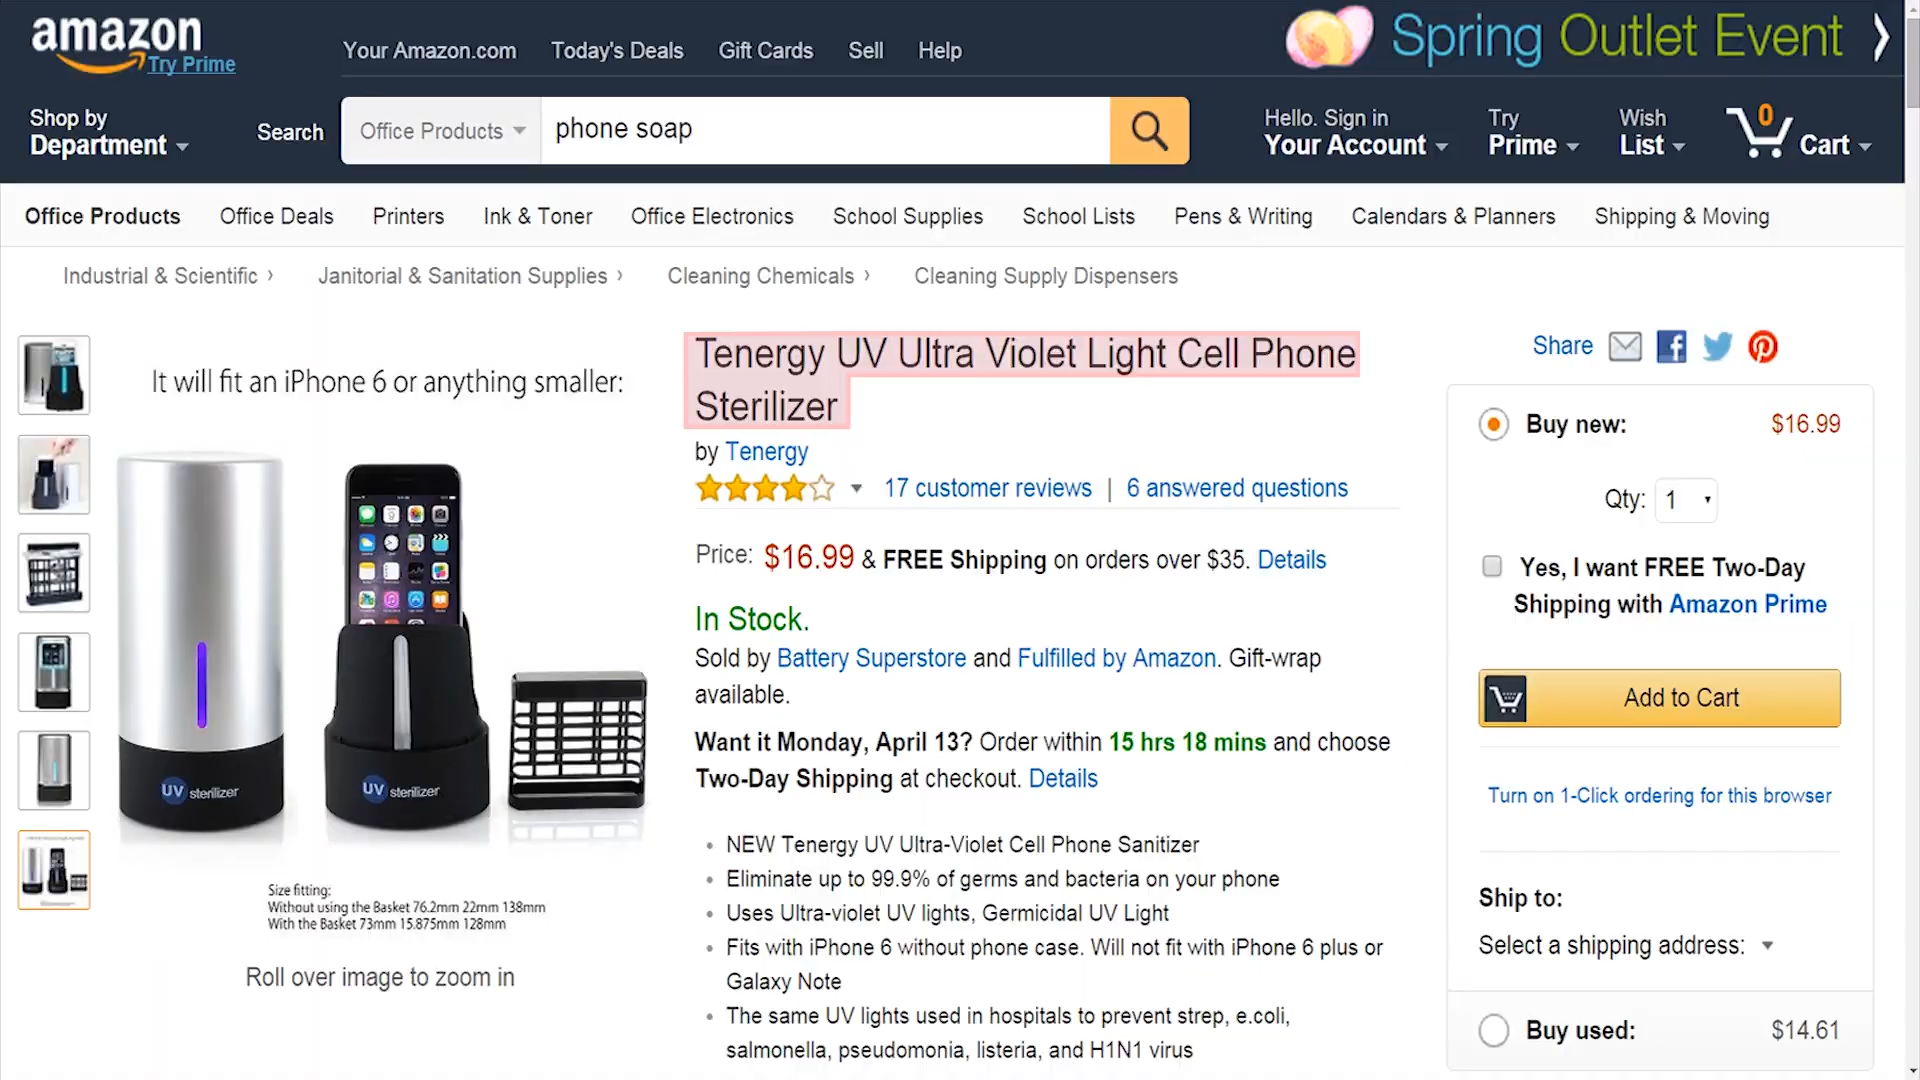 amazon
Try Prime
Your Amazon.com
Today's Deals
Gift Cards
Sell
Help
Spring Outlet Event
Shop by
Department
Search
Office Products
phone soap
Hello. Sign in
Your Account
Try
Prime
Wish
List
0
Cart
Office Products
Office Deals
Printers
Ink & Toner
Office Electronics
School Supplies
School Lists
Pens & Writing
Calendars & Planners
Shipping & Moving
Industrial & Scientific ›
Janitorial & Sanitation Supplies ›
Cleaning Chemicals ›
Cleaning Supply Dispensers
It will fit an iPhone 6 or anything smaller:
UV sterilizer
UV sterilizer
Size fitting:
Without using the Basket 76.2mm 22mm 138mm
With the Basket 73mm 15.875mm 128mm
Roll over image to zoom in
Tenergy UV Ultra Violet Light Cell Phone
Sterilizer
by Tenergy
17 customer reviews | 6 answered questions
Price: $16.99 & FREE Shipping on orders over $35. Details
In Stock.
Sold by Battery Superstore and Fulfilled by Amazon. Gift-wrap
available.
Want it Monday, April 13? Order within 15 hrs 18 mins and choose
Two-Day Shipping at checkout. Details
• NEW Tenergy UV Ultra-Violet Cell Phone Sanitizer
• Eliminate up to 99.9% of germs and bacteria on your phone
• Uses Ultra-violet UV lights, Germicidal UV Light
• Fits with iPhone 6 without phone case. Will not fit with iPhone 6 plus or
Galaxy Note
• The same UV lights used in hospitals to prevent strep, e.coli,
salmonella, pseudomonia, listeria, and H1N1 virus
Share
Buy new:
$16.99
Qty: 1
Yes, I want FREE Two-Day
Shipping with Amazon Prime
Add to Cart
Turn on 1-Click ordering for this browser
Ship to:
Select a shipping address:
Buy used:
$14.61